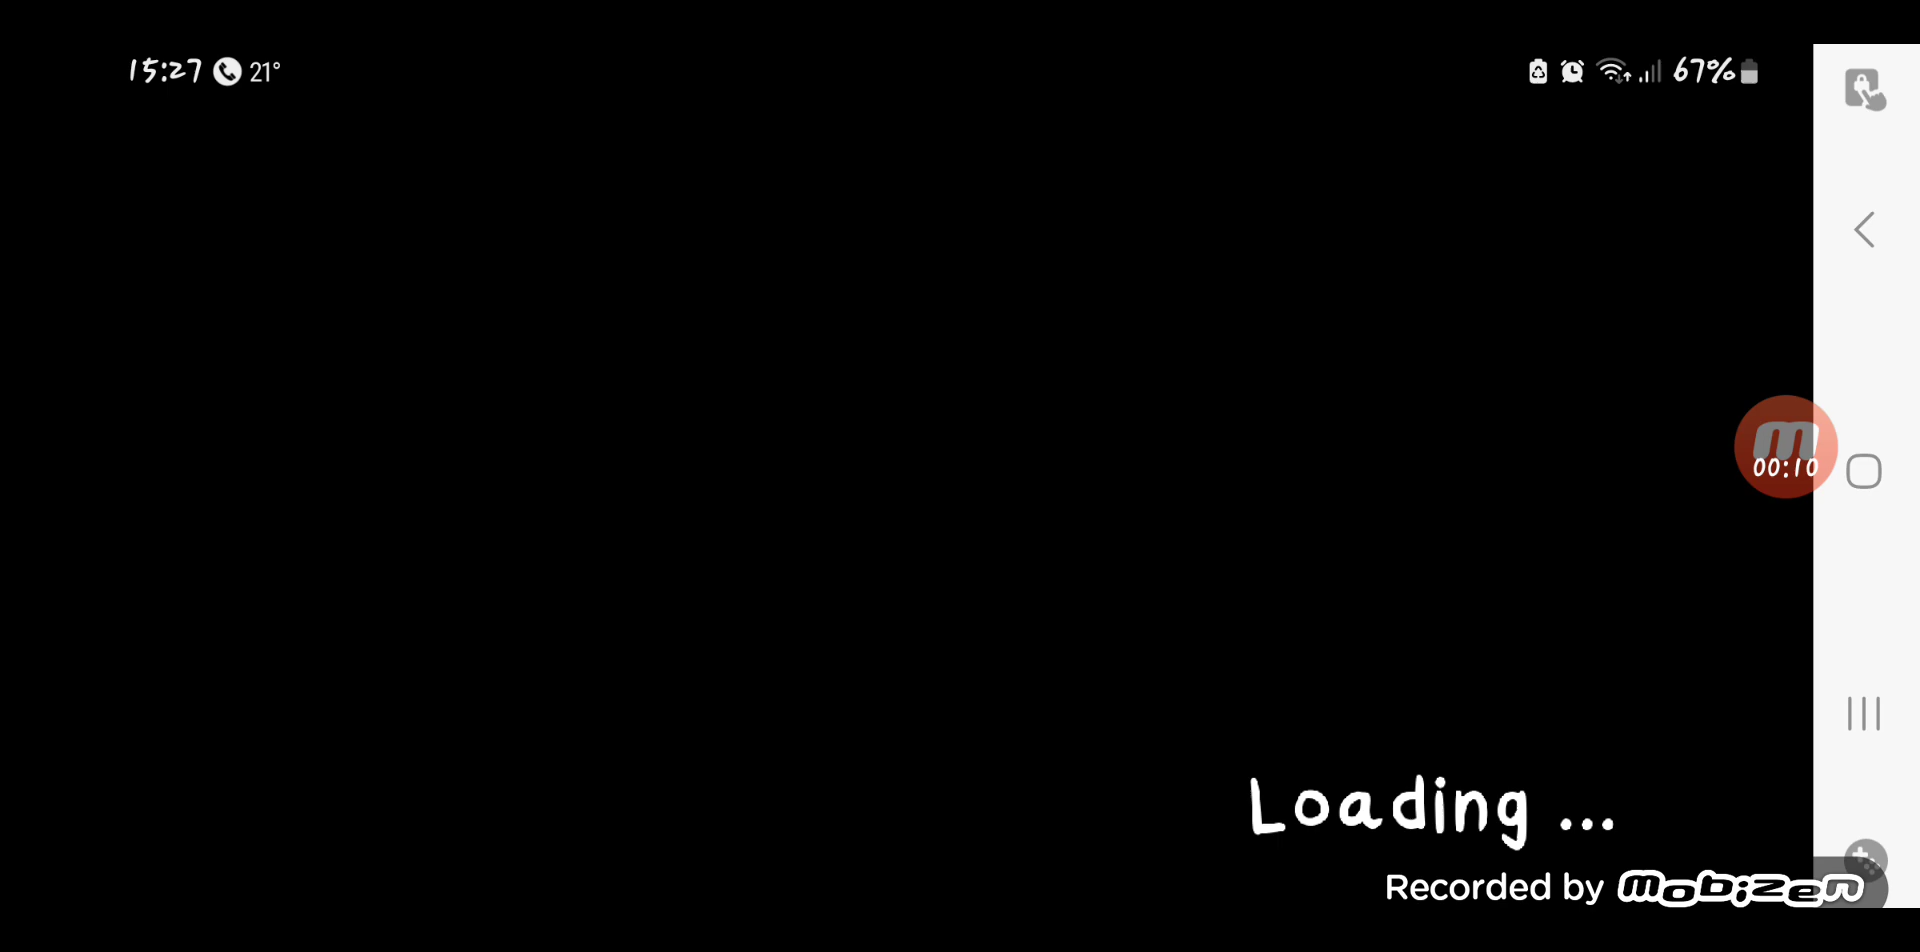 15:27 21°
67%
m
00:10
Loading ...
Recorded by mobizen